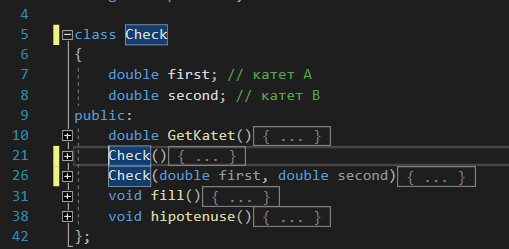 4
5 class Check
6 {
7 double first; // катет A
8 double second; // катет B
9 public:
10 double GetKatet() { ... }
21 Check() { ... }
26 Check(double first, double second) { ... }
31 void fill() { ... }
38 void hipotenuse() { ... }
42 };